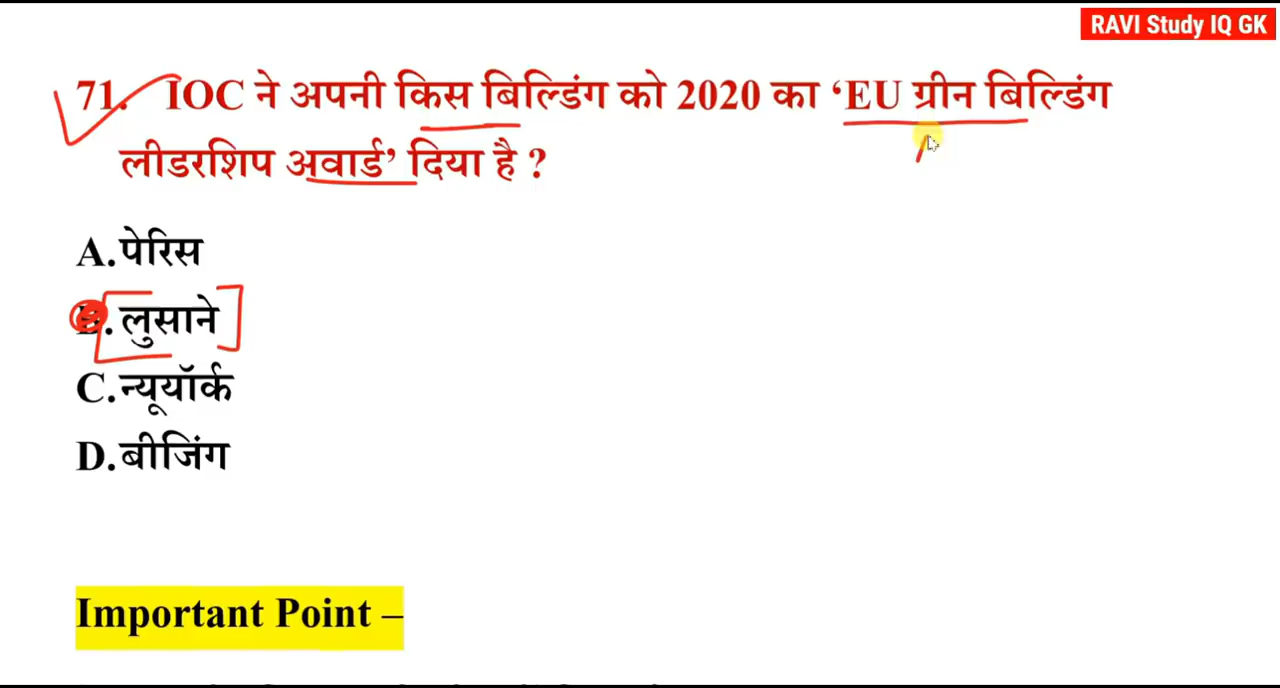 RAVI Study IQ GK
71. IOC ने अपनी किस बिल्डिंग को 2020 का ‘EU ग्रीन बिल्डिंग
लीडरशिप अवार्ड’ दिया है ?
A.पेरिस
B.लुसाने
C.न्यूयॉर्क
D.बीजिंग
Important Point –